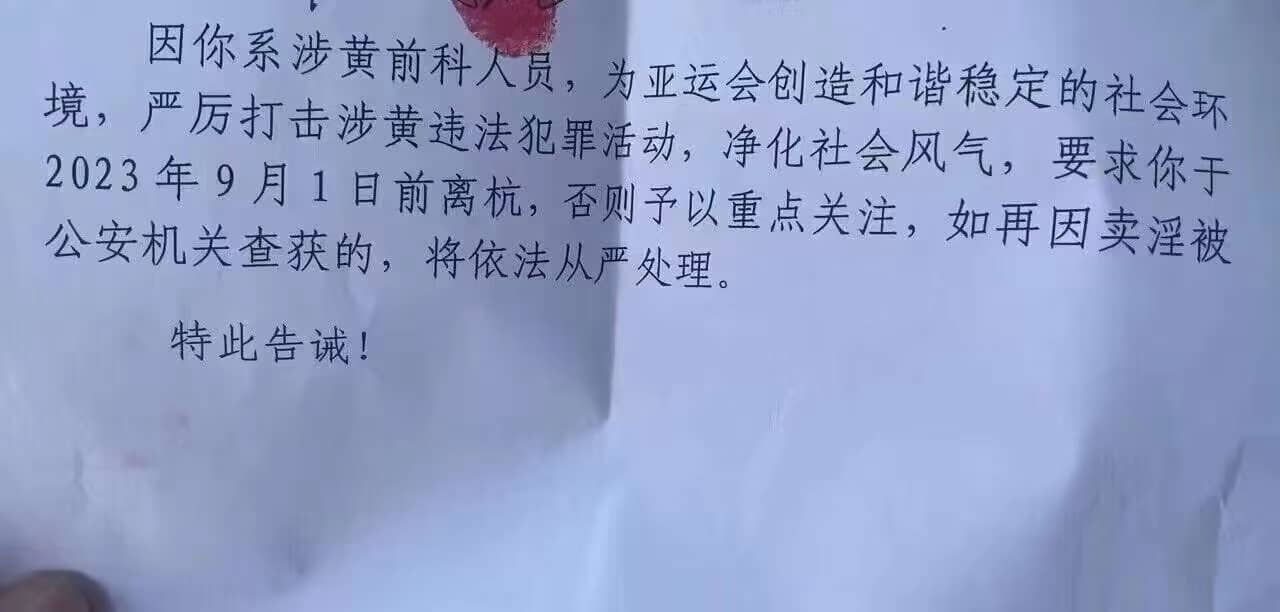 因你系涉黄前科人员，为亚运会创造和谐稳定的社会环
境，严厉打击涉黄违法犯罪活动，净化社会风气，要求你于
2023年9月1日前离杭，否则予以重点关注，如再因卖淫被
公安机关查获的，将依法从严处理。
特此告诫！